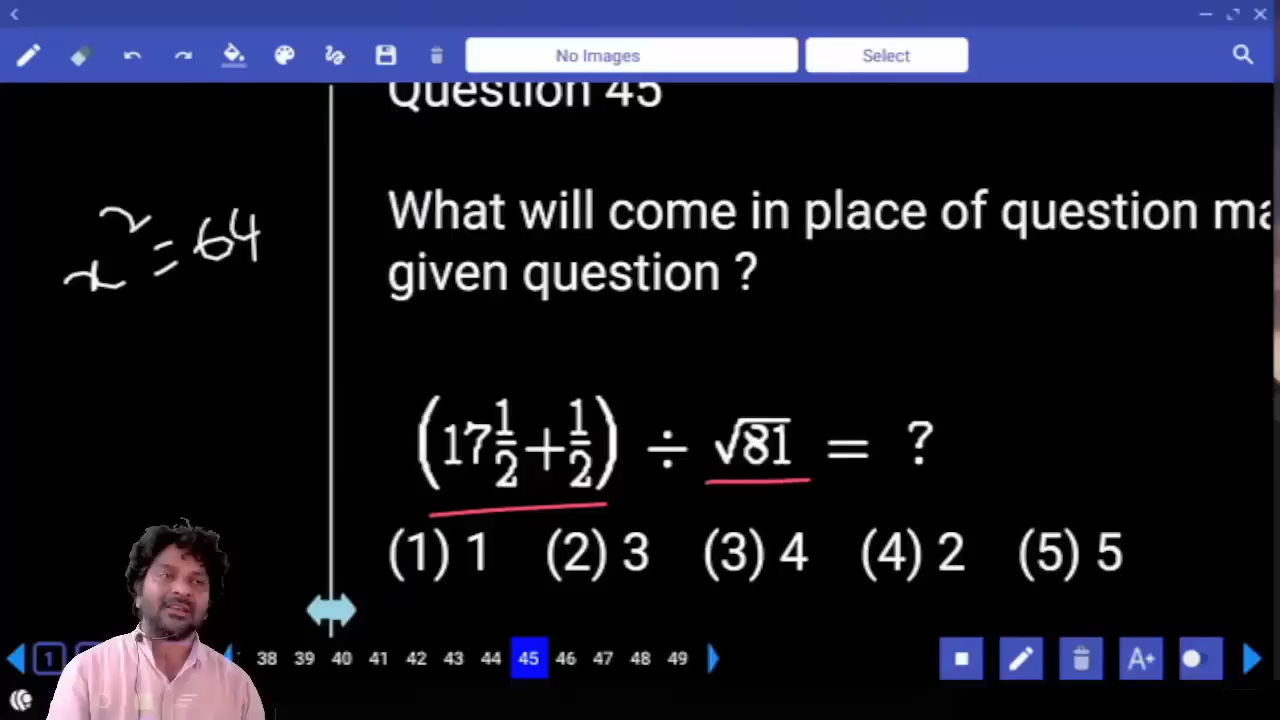 No Images Select
Question 45
x² = 64
What will come in place of question ma
given question ?
(17 1/2 + 1/2) ÷ √81 = ?
(1) 1 (2) 3 (3) 4 (4) 2 (5) 5
1 38 39 40 41 42 43 44 45 46 47 48 49 A+